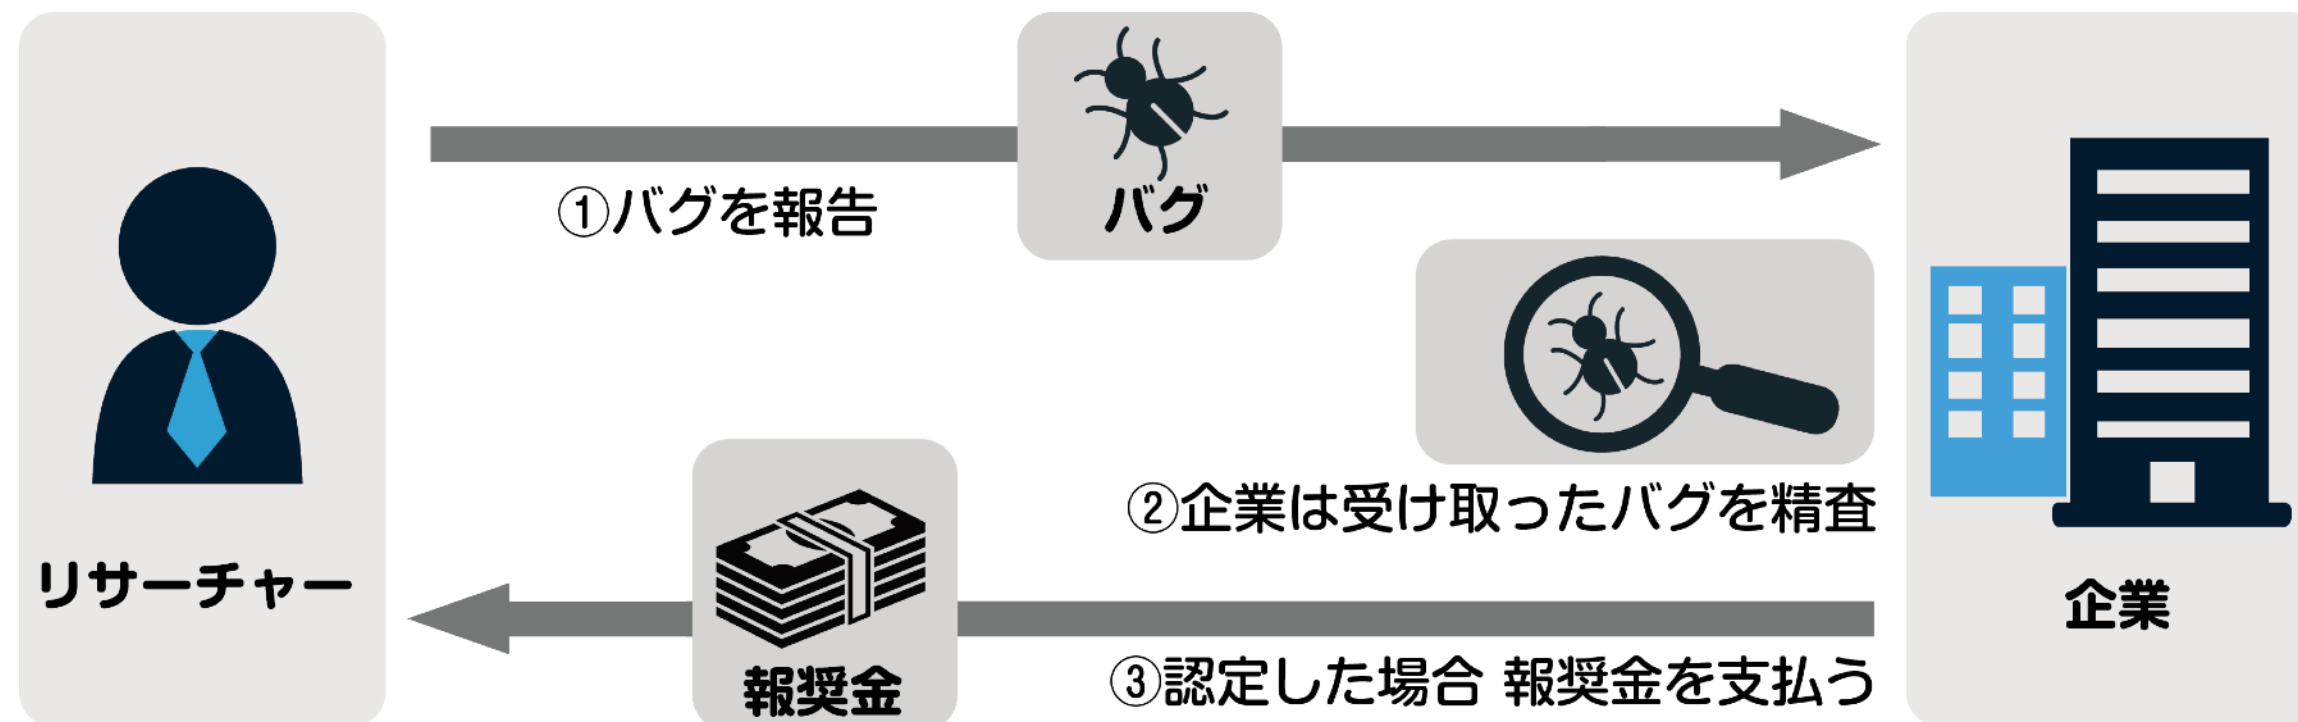 ①バグを報告
バグ
②企業は受け取ったバグを精査
リサーチャー
企業
報奨金
③認定した場合 報奨金を支払う